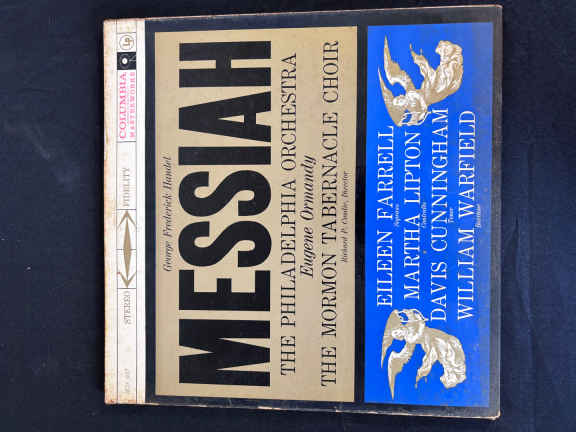 STEREO FIDELITY COLUMBIA
MASTERWORKS
LP
George Frederick Handel
MESSIAH
THE PHILADELPHIA ORCHESTRA
Eugene Ormandy
THE MORMON TABERNACLE CHOIR
Richard P. Condie, Director
EILEEN FARRELL
Soprano
MARTHA LIPTON
Contralto
DAVIS CUNNINGHAM
Tenor
WILLIAM WARFIELD
Baritone